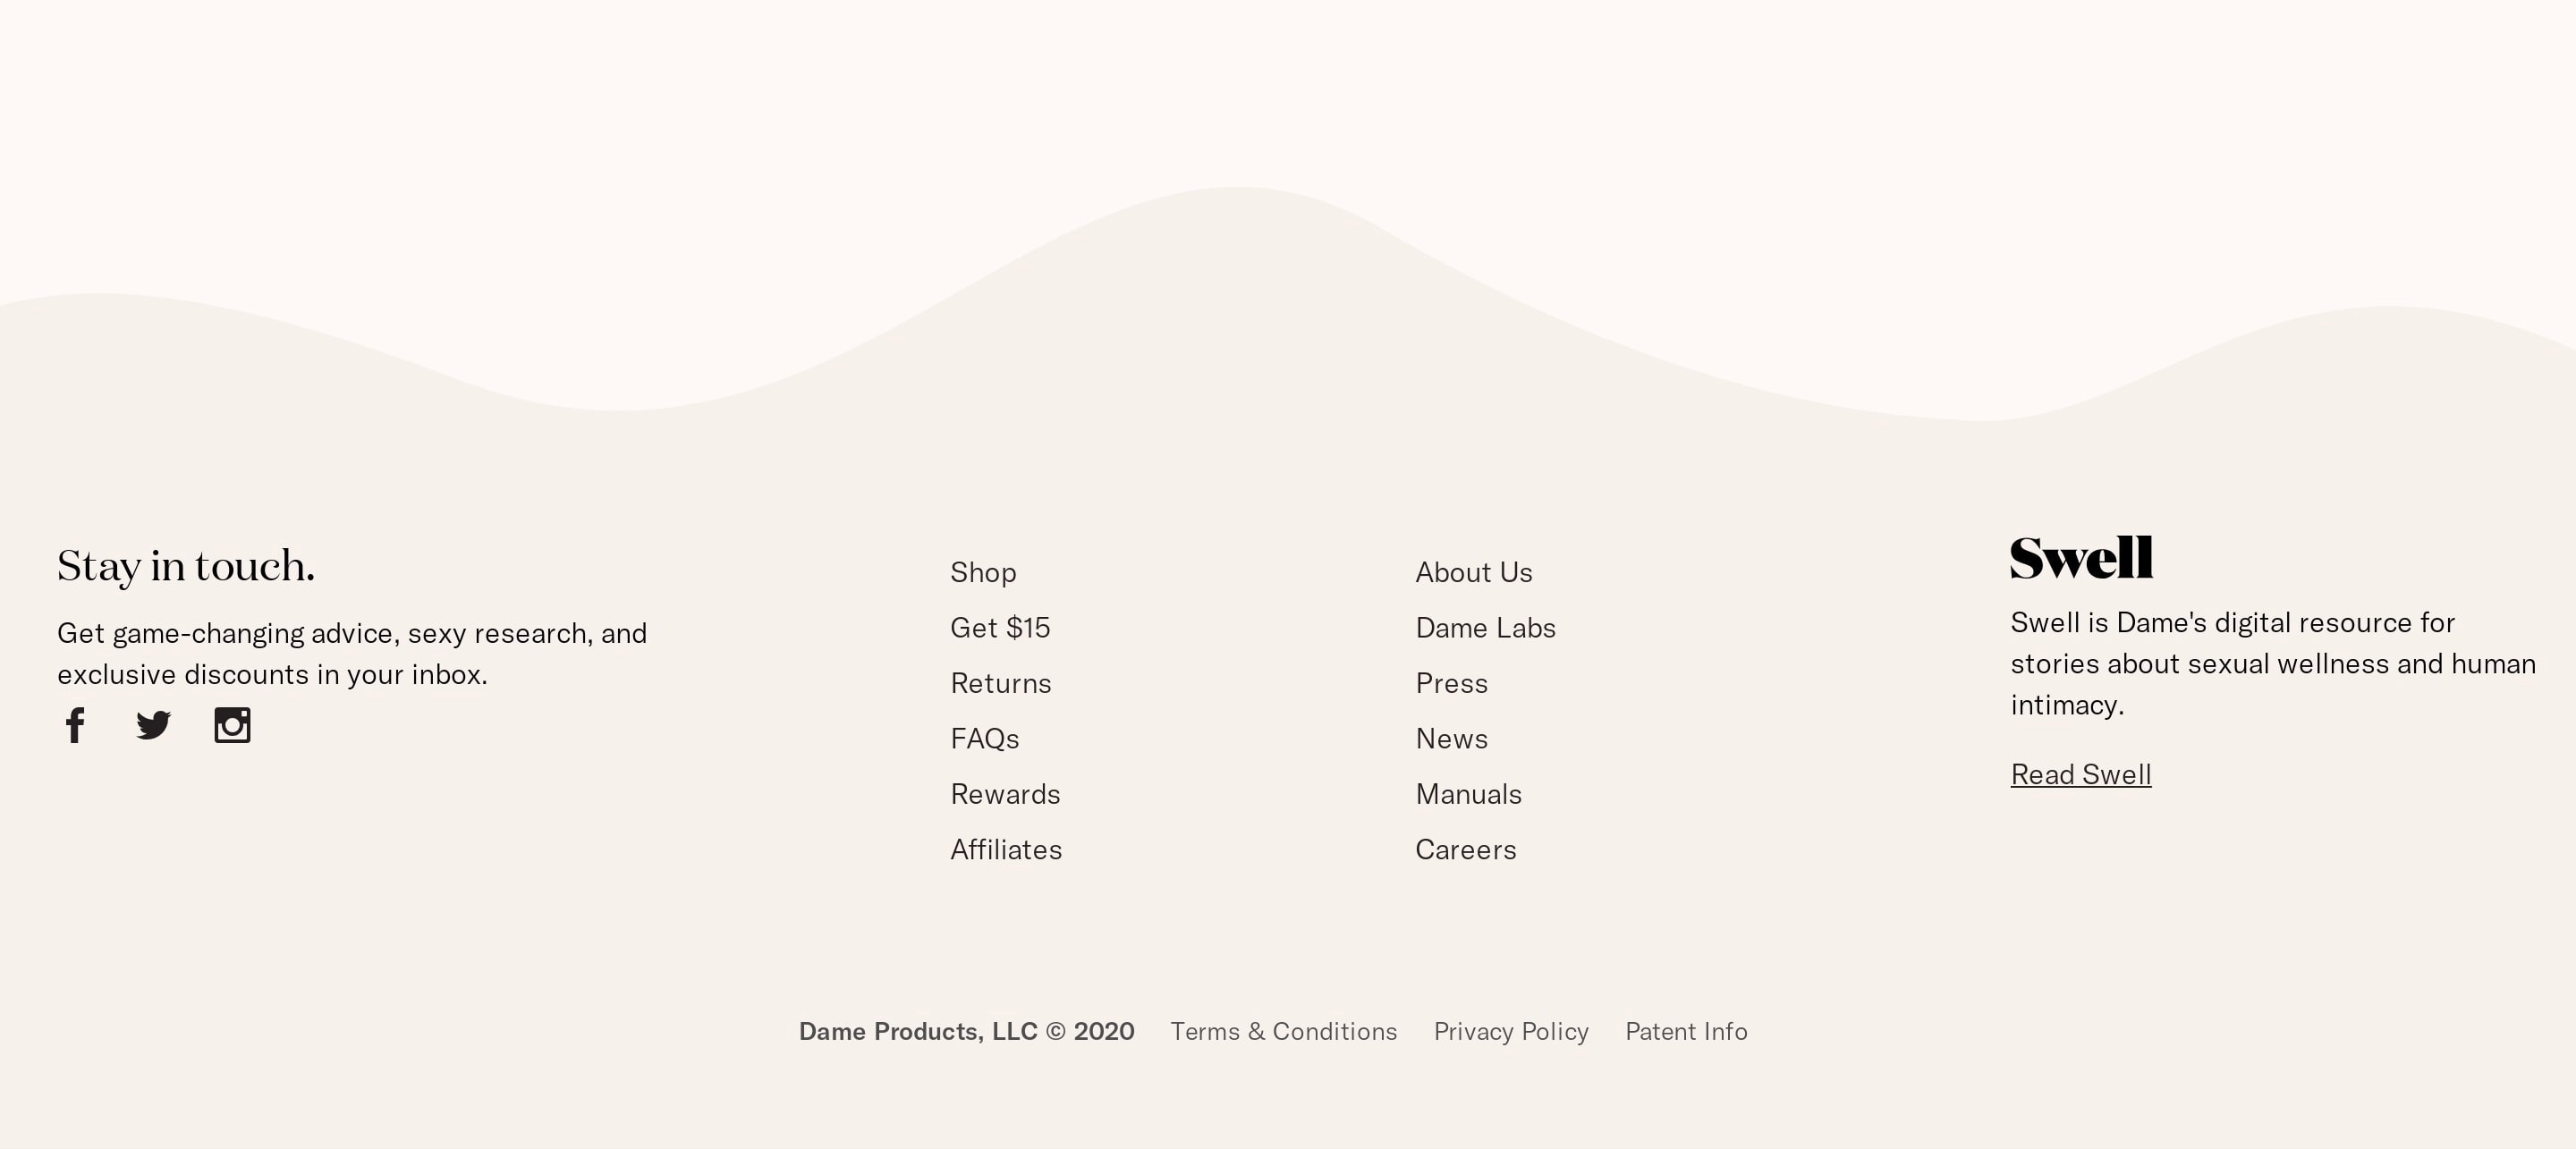 Stay in touch.
Get game-changing advice, sexy research, and
exclusive discounts in your inbox.
Shop
Get $15
Returns
FAQs
Rewards
Affiliates
About Us
Dame Labs
Press
News
Manuals
Careers
Swell
Swell is Dame's digital resource for
stories about sexual wellness and human
intimacy.
Read Swell
Dame Products, LLC © 2020 Terms & Conditions Privacy Policy Patent Info